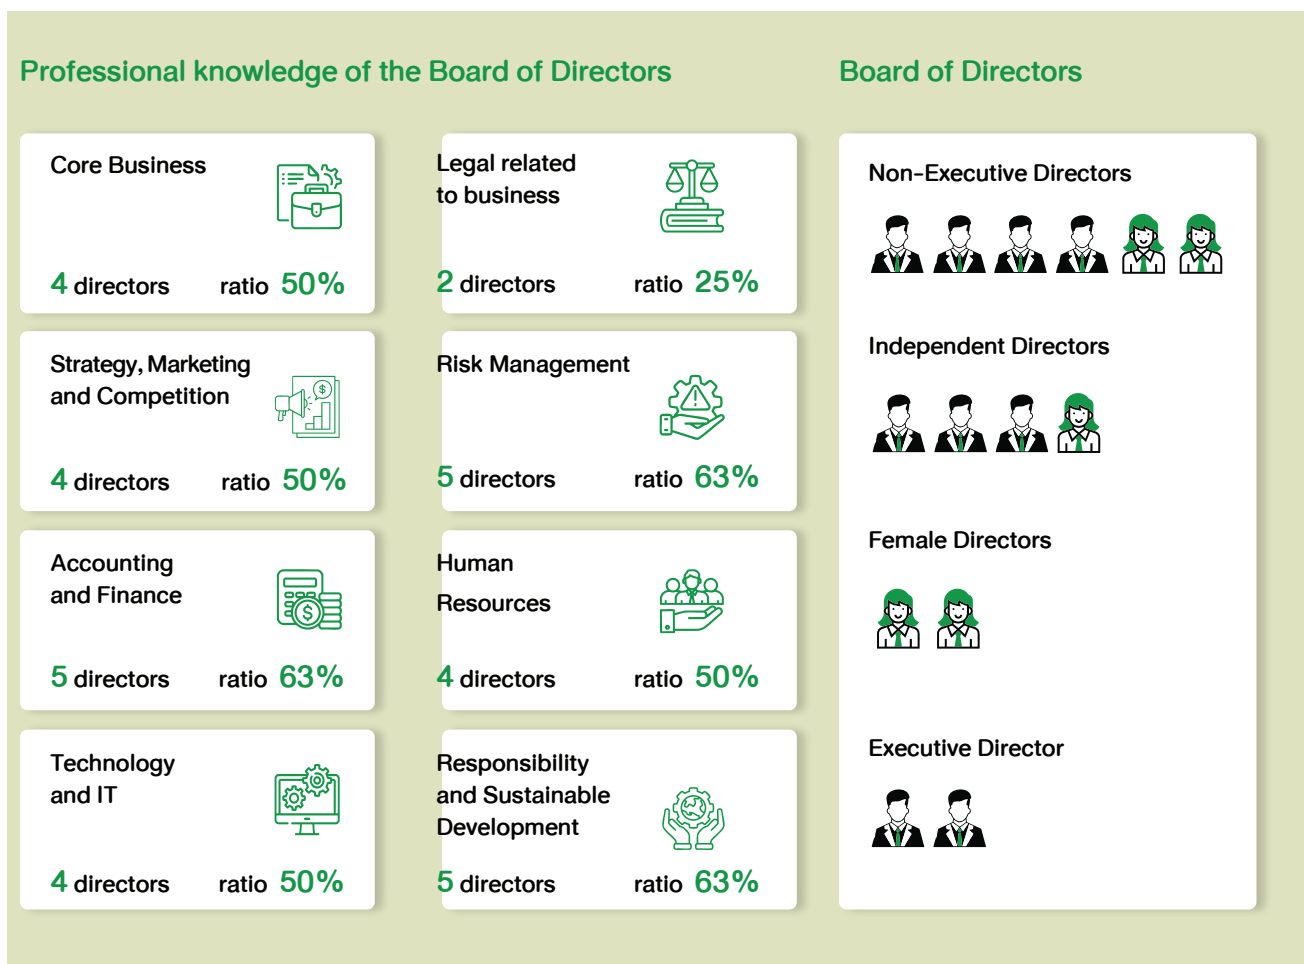 Professional knowledge of the Board of Directors
Core Business
4 directors ratio 50%
Legal related
to business
2 directors ratio 25%
Strategy, Marketing
and Competition
4 directors ratio 50%
Risk Management
5 directors ratio 63%
Accounting
and Finance
5 directors ratio 63%
Human
Resources
4 directors ratio 50%
Technology
and IT
4 directors ratio 50%
Responsibility
and Sustainable
Development
5 directors ratio 63%
Board of Directors
Non-Executive Directors
Independent Directors
Female Directors
Executive Director